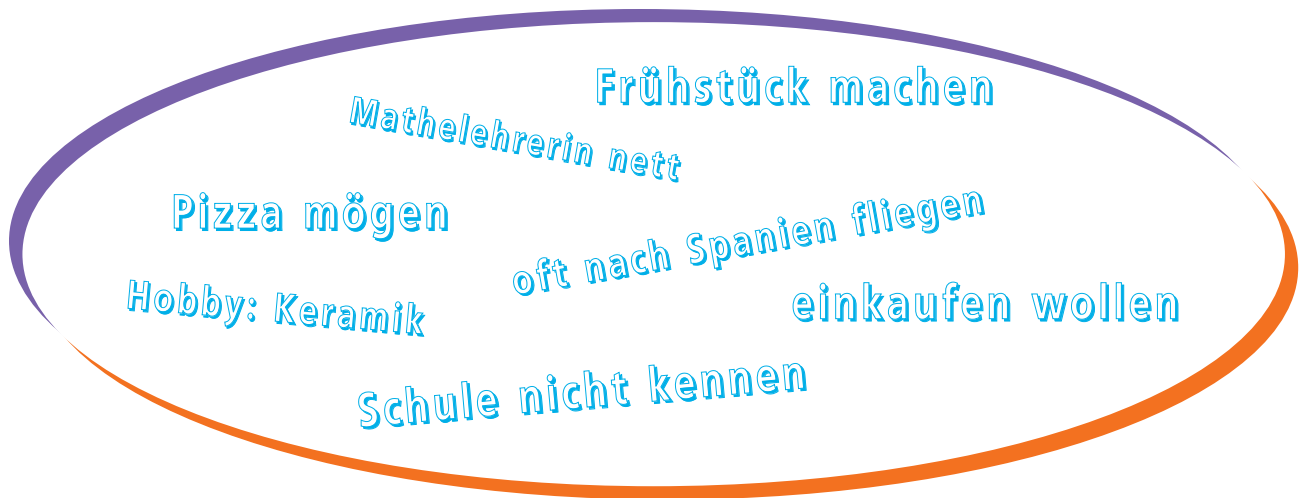 Frühstück machen
Mathelehrerin nett
Pizza mögen
oft nach Spanien fliegen
Hobby: Keramik
einkaufen wollen
Schule nicht kennen